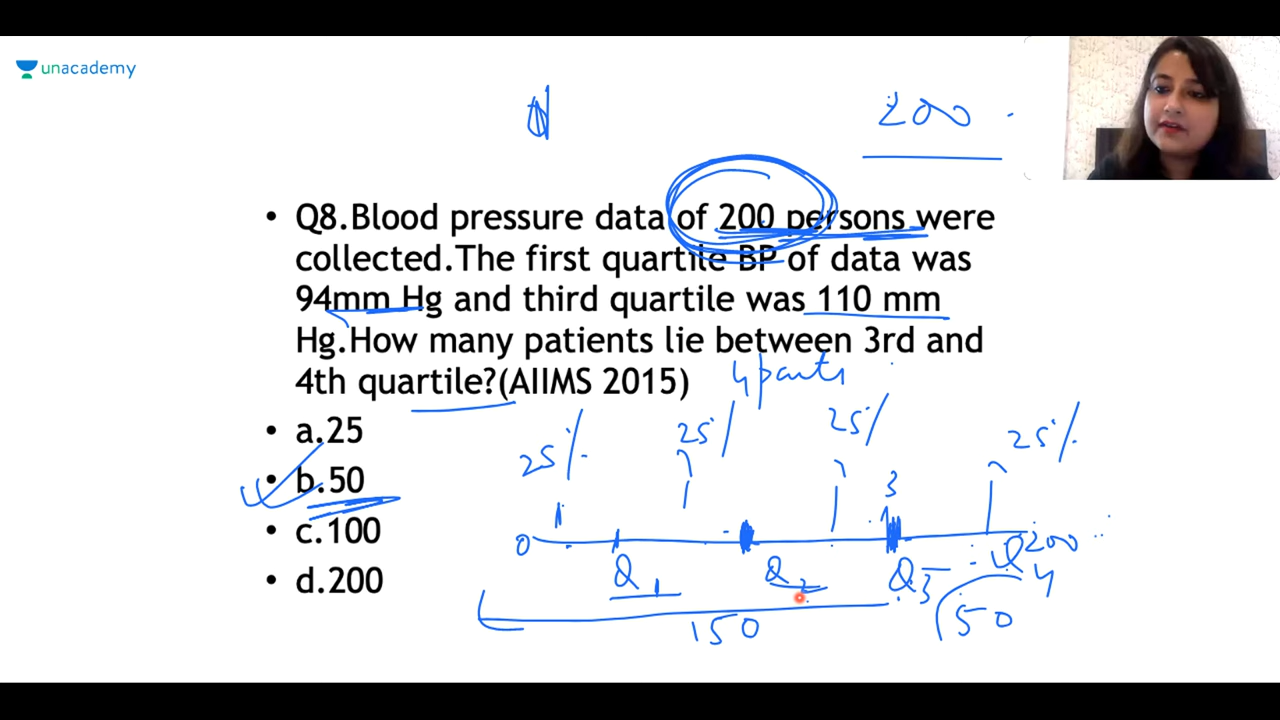 unacademy
200
• Q8.Blood pressure data of 200 persons were
collected.The first quartile BP of data was
94mm Hg and third quartile was 110 mm
Hg.How many patients lie between 3rd and
4th quartile?(AIIMS 2015)
4 parts
• a.25
25% 25% 25% 25%
• b.50
3
• c.100
0 200
Q1 Q2 Q3 Q4
• d.200
150 50